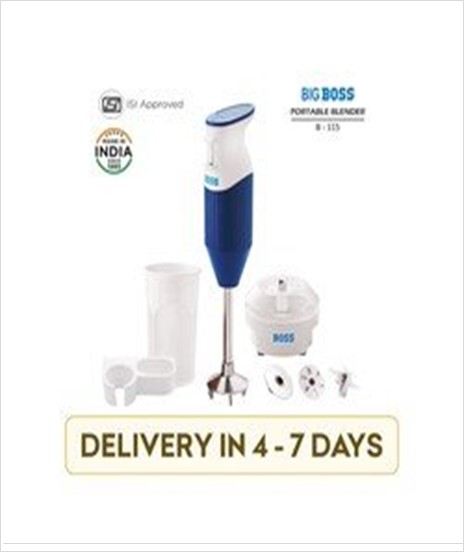 ISI Approved
BIG BOSS
PORTABLE BLENDER
B - 115
MADE IN
INDIA
BOSS
BOSS
DELIVERY IN 4 - 7 DAYS